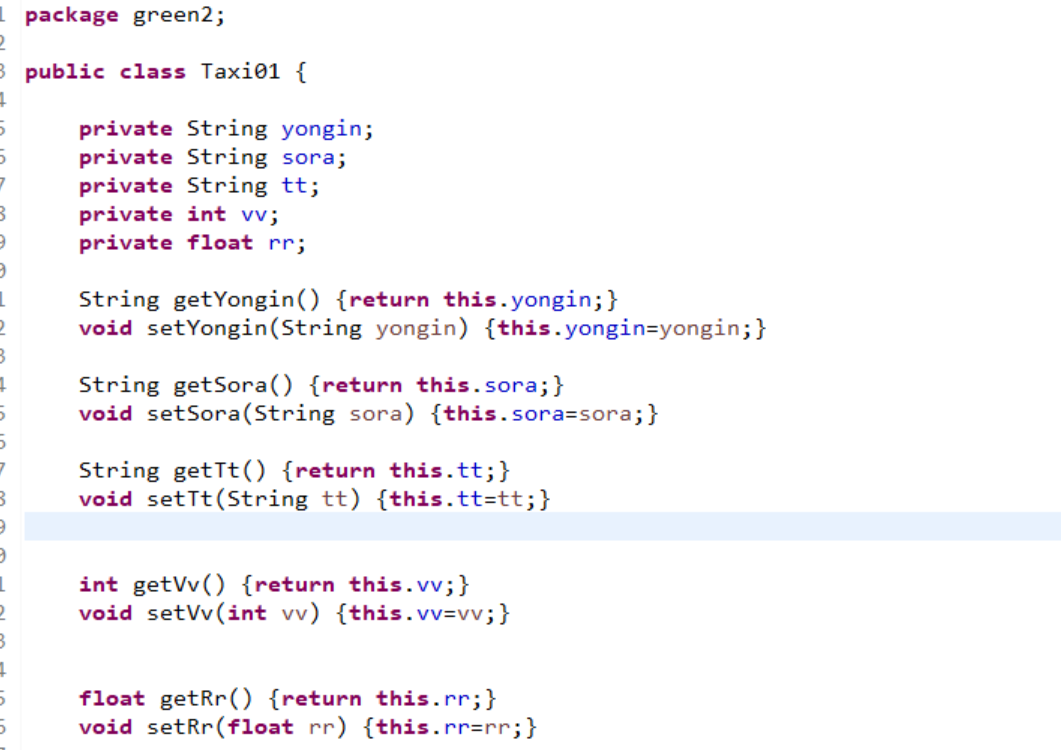 1 package green2;
2
3 public class Taxi01 {
4
5 private String yongin;
6 private String sora;
7 private String tt;
8 private int vv;
9 private float rr;
0
1 String getYongin() {return this.yongin;}
2 void setYongin(String yongin) {this.yongin=yongin;}
3
4 String getSora() {return this.sora;}
5 void setSora(String sora) {this.sora=sora;}
6
7 String getTt() {return this.tt;}
8 void setTt(String tt) {this.tt=tt;}
9
0
1 int getVv() {return this.vv;}
2 void setVv(int vv) {this.vv=vv;}
3
4
5 float getRr() {return this.rr;}
6 void setRr(float rr) {this.rr=rr;}